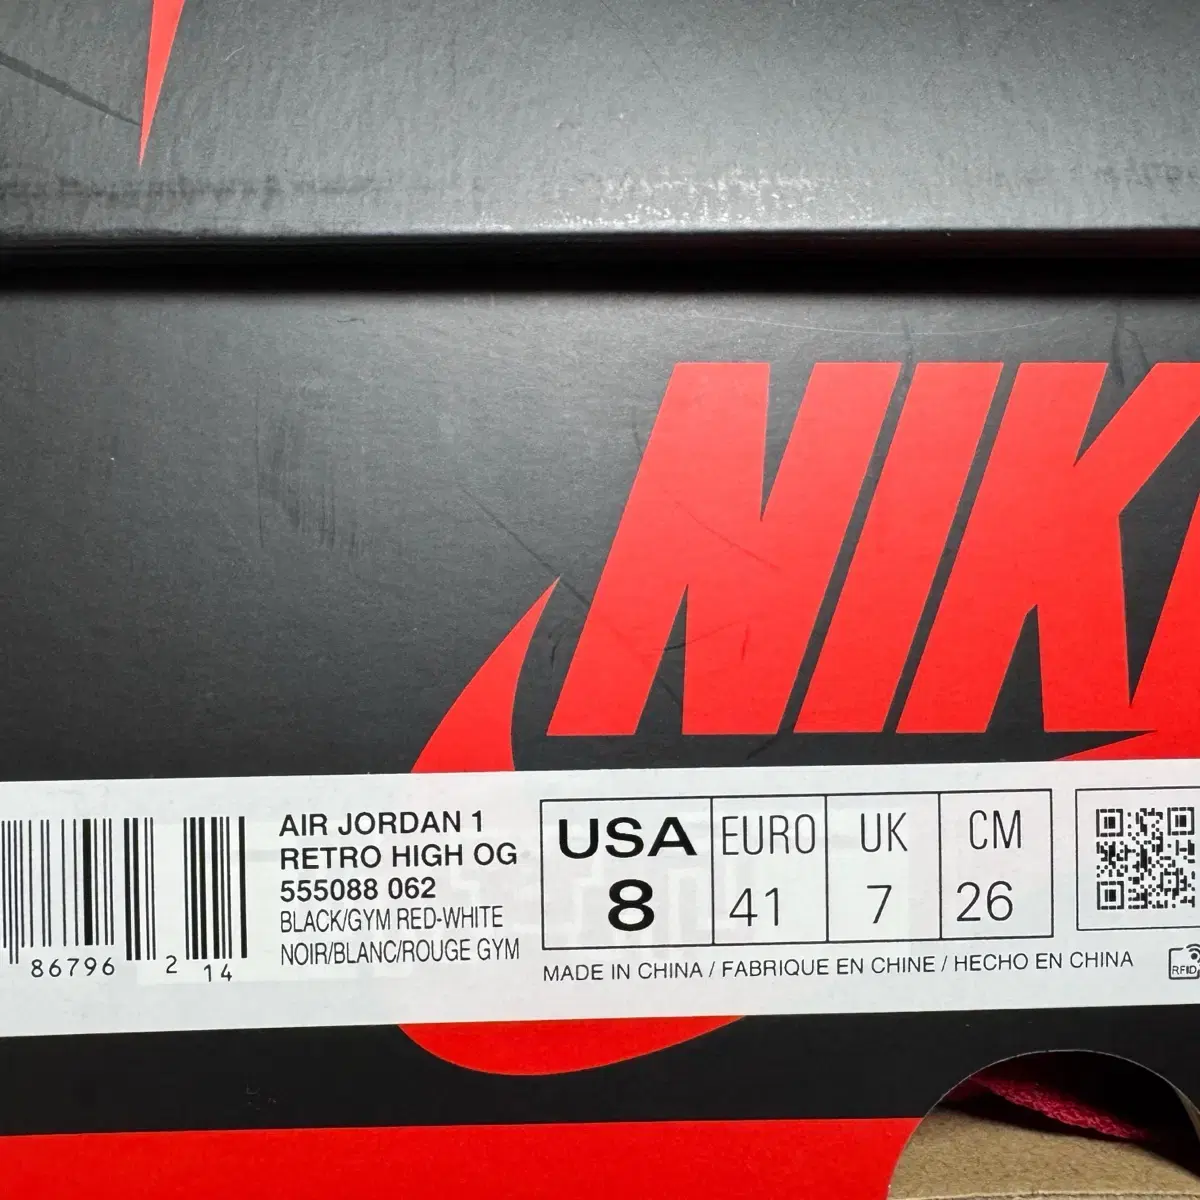 NIK
AIR JORDAN 1
RETRO HIGH OG
555088 062
BLACK/GYM RED-WHITE
NOIR/BLANC/ROUGE GYM
86796 2 14
USA EURO UK CM
8 41 7 26
MADE IN CHINA / FABRIQUE EN CHINE / HECHO EN CHINA
RFID